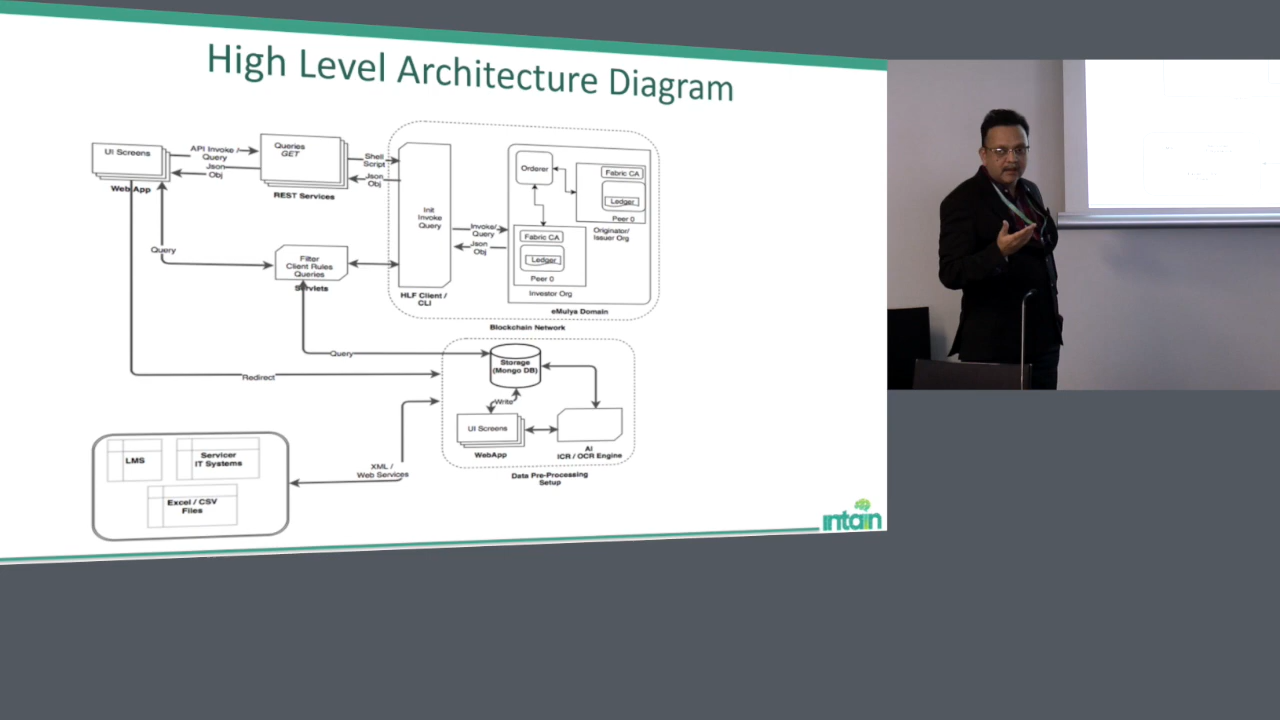 High Level Architecture Diagram
UI Screens
Web App
API Invoke /
Query
Json
Obj
Queries
GET
REST Services
Shell
Script
Json
Obj
Init
Invoke
Query
HLF Client /
CLI
Invoke/
Query
Json
Obj
Orderer
Fabric CA
Ledger
Peer 0
Originator/
Issuer Org
Fabric CA
Ledger
Peer 0
Investor Org
eMulya Domain
Blockchain Network
Query
Filter
Client Rules
Queries
Servlets
Query
Redirect
Storage
(Mongo DB)
Write
UI Screens
WebApp
AI
ICR / OCR Engine
Data Pre-Processing
Setup
XML /
Web Services
LMS
Servicer
IT Systems
Excel / CSV
Files
intain